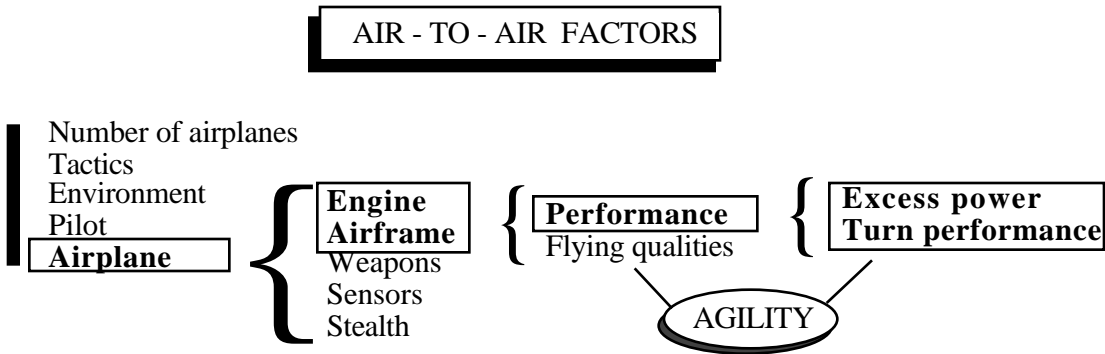 AIR - TO - AIR FACTORS
Number of airplanes
Tactics
Environment
Pilot
Airplane
Engine
Airframe
Weapons
Sensors
Stealth
Performance
Flying qualities
Excess power
Turn performance
AGILITY